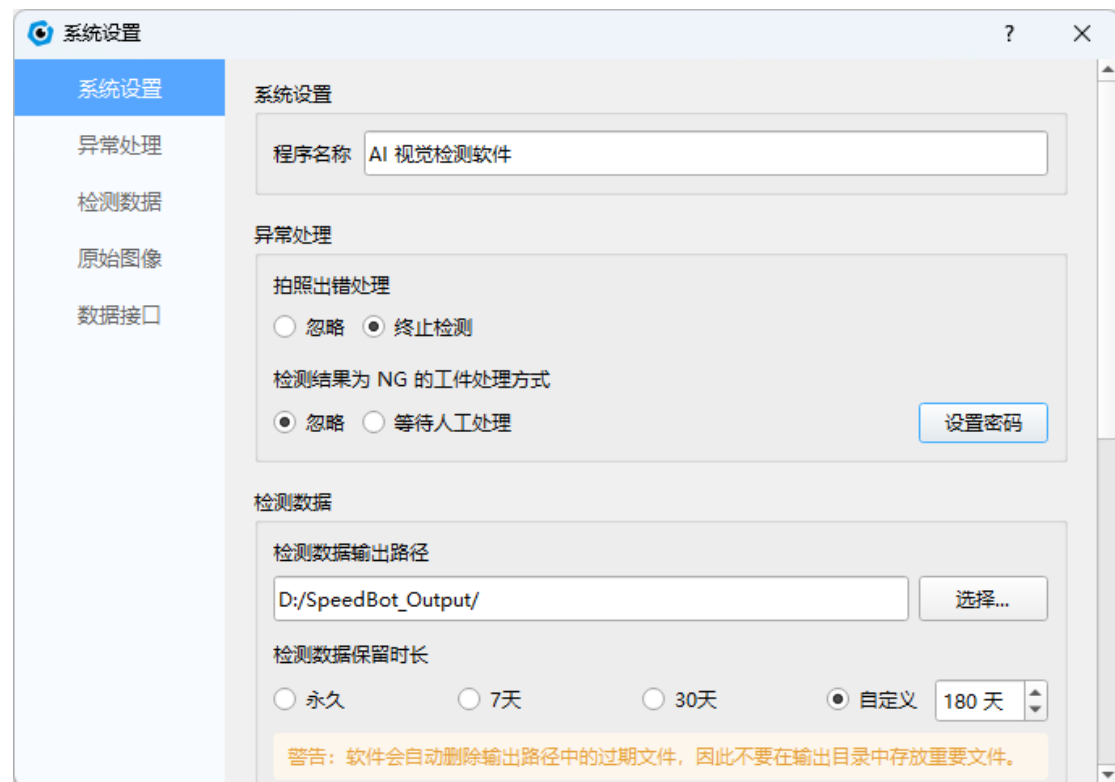 系统设置
?
系统设置
异常处理
检测数据
原始图像
数据接口
系统设置
程序名称 AI 视觉检测软件
异常处理
拍照出错处理
忽略 终止检测
检测结果为 NG 的工件处理方式
忽略 等待人工处理 设置密码
检测数据
检测数据输出路径
D:/SpeedBot_Output/ 选择...
检测数据保留时长
永久 7天 30天 自定义 180 天
警告：软件会自动删除输出路径中的过期文件，因此不要在输出目录中存放重要文件。